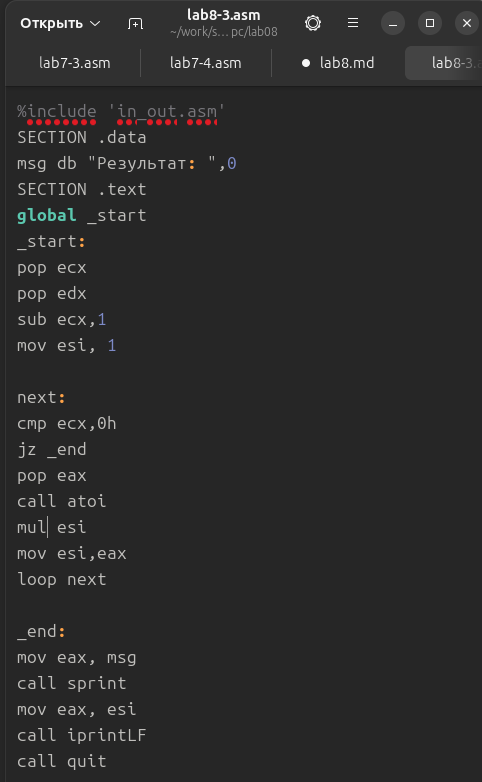 Открыть
lab8-3.asm
~/work/s... pc/lab08
lab7-3.asm
lab7-4.asm
lab8.md
lab8-3.a
%include 'in_out.asm'
SECTION .data
msg db "Результат: ",0
SECTION .text
global _start
_start:
pop ecx
pop edx
sub ecx,1
mov esi, 1
next:
cmp ecx,0h
jz _end
pop eax
call atoi
mul esi
mov esi,eax
loop next
_end:
mov eax, msg
call sprint
mov eax, esi
call iprintLF
call quit